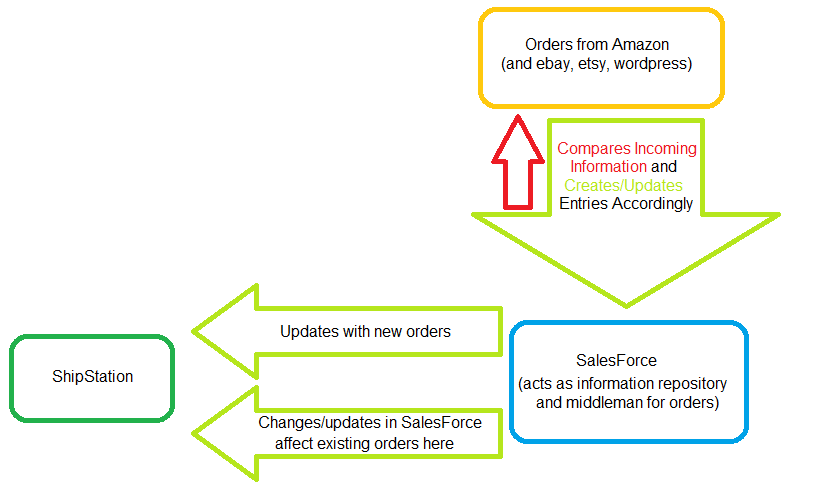 Orders from Amazon
(and ebay, etsy, wordpress)
Compares Incoming
Information and
Creates/Updates
Entries Accordingly
Updates with new orders
ShipStation
SalesForce
(acts as information repository
and middleman for orders)
Changes/updates in SalesForce
affect existing orders here